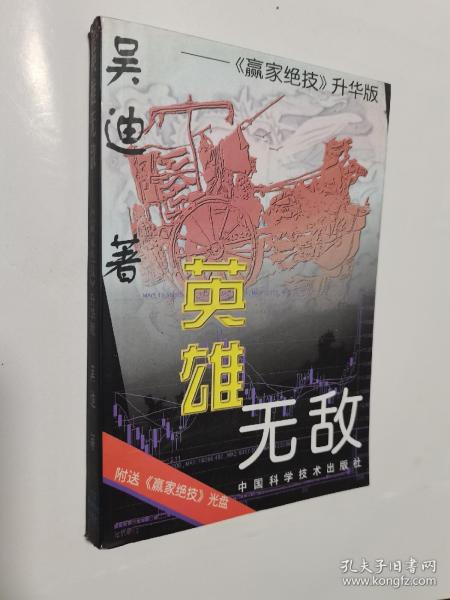 ——《赢家绝技》升华版
吴迪 著
英雄
无敌
中国科学技术出版社
附送《赢家绝技》光盘
孔夫子旧书网
www.kongfz.com